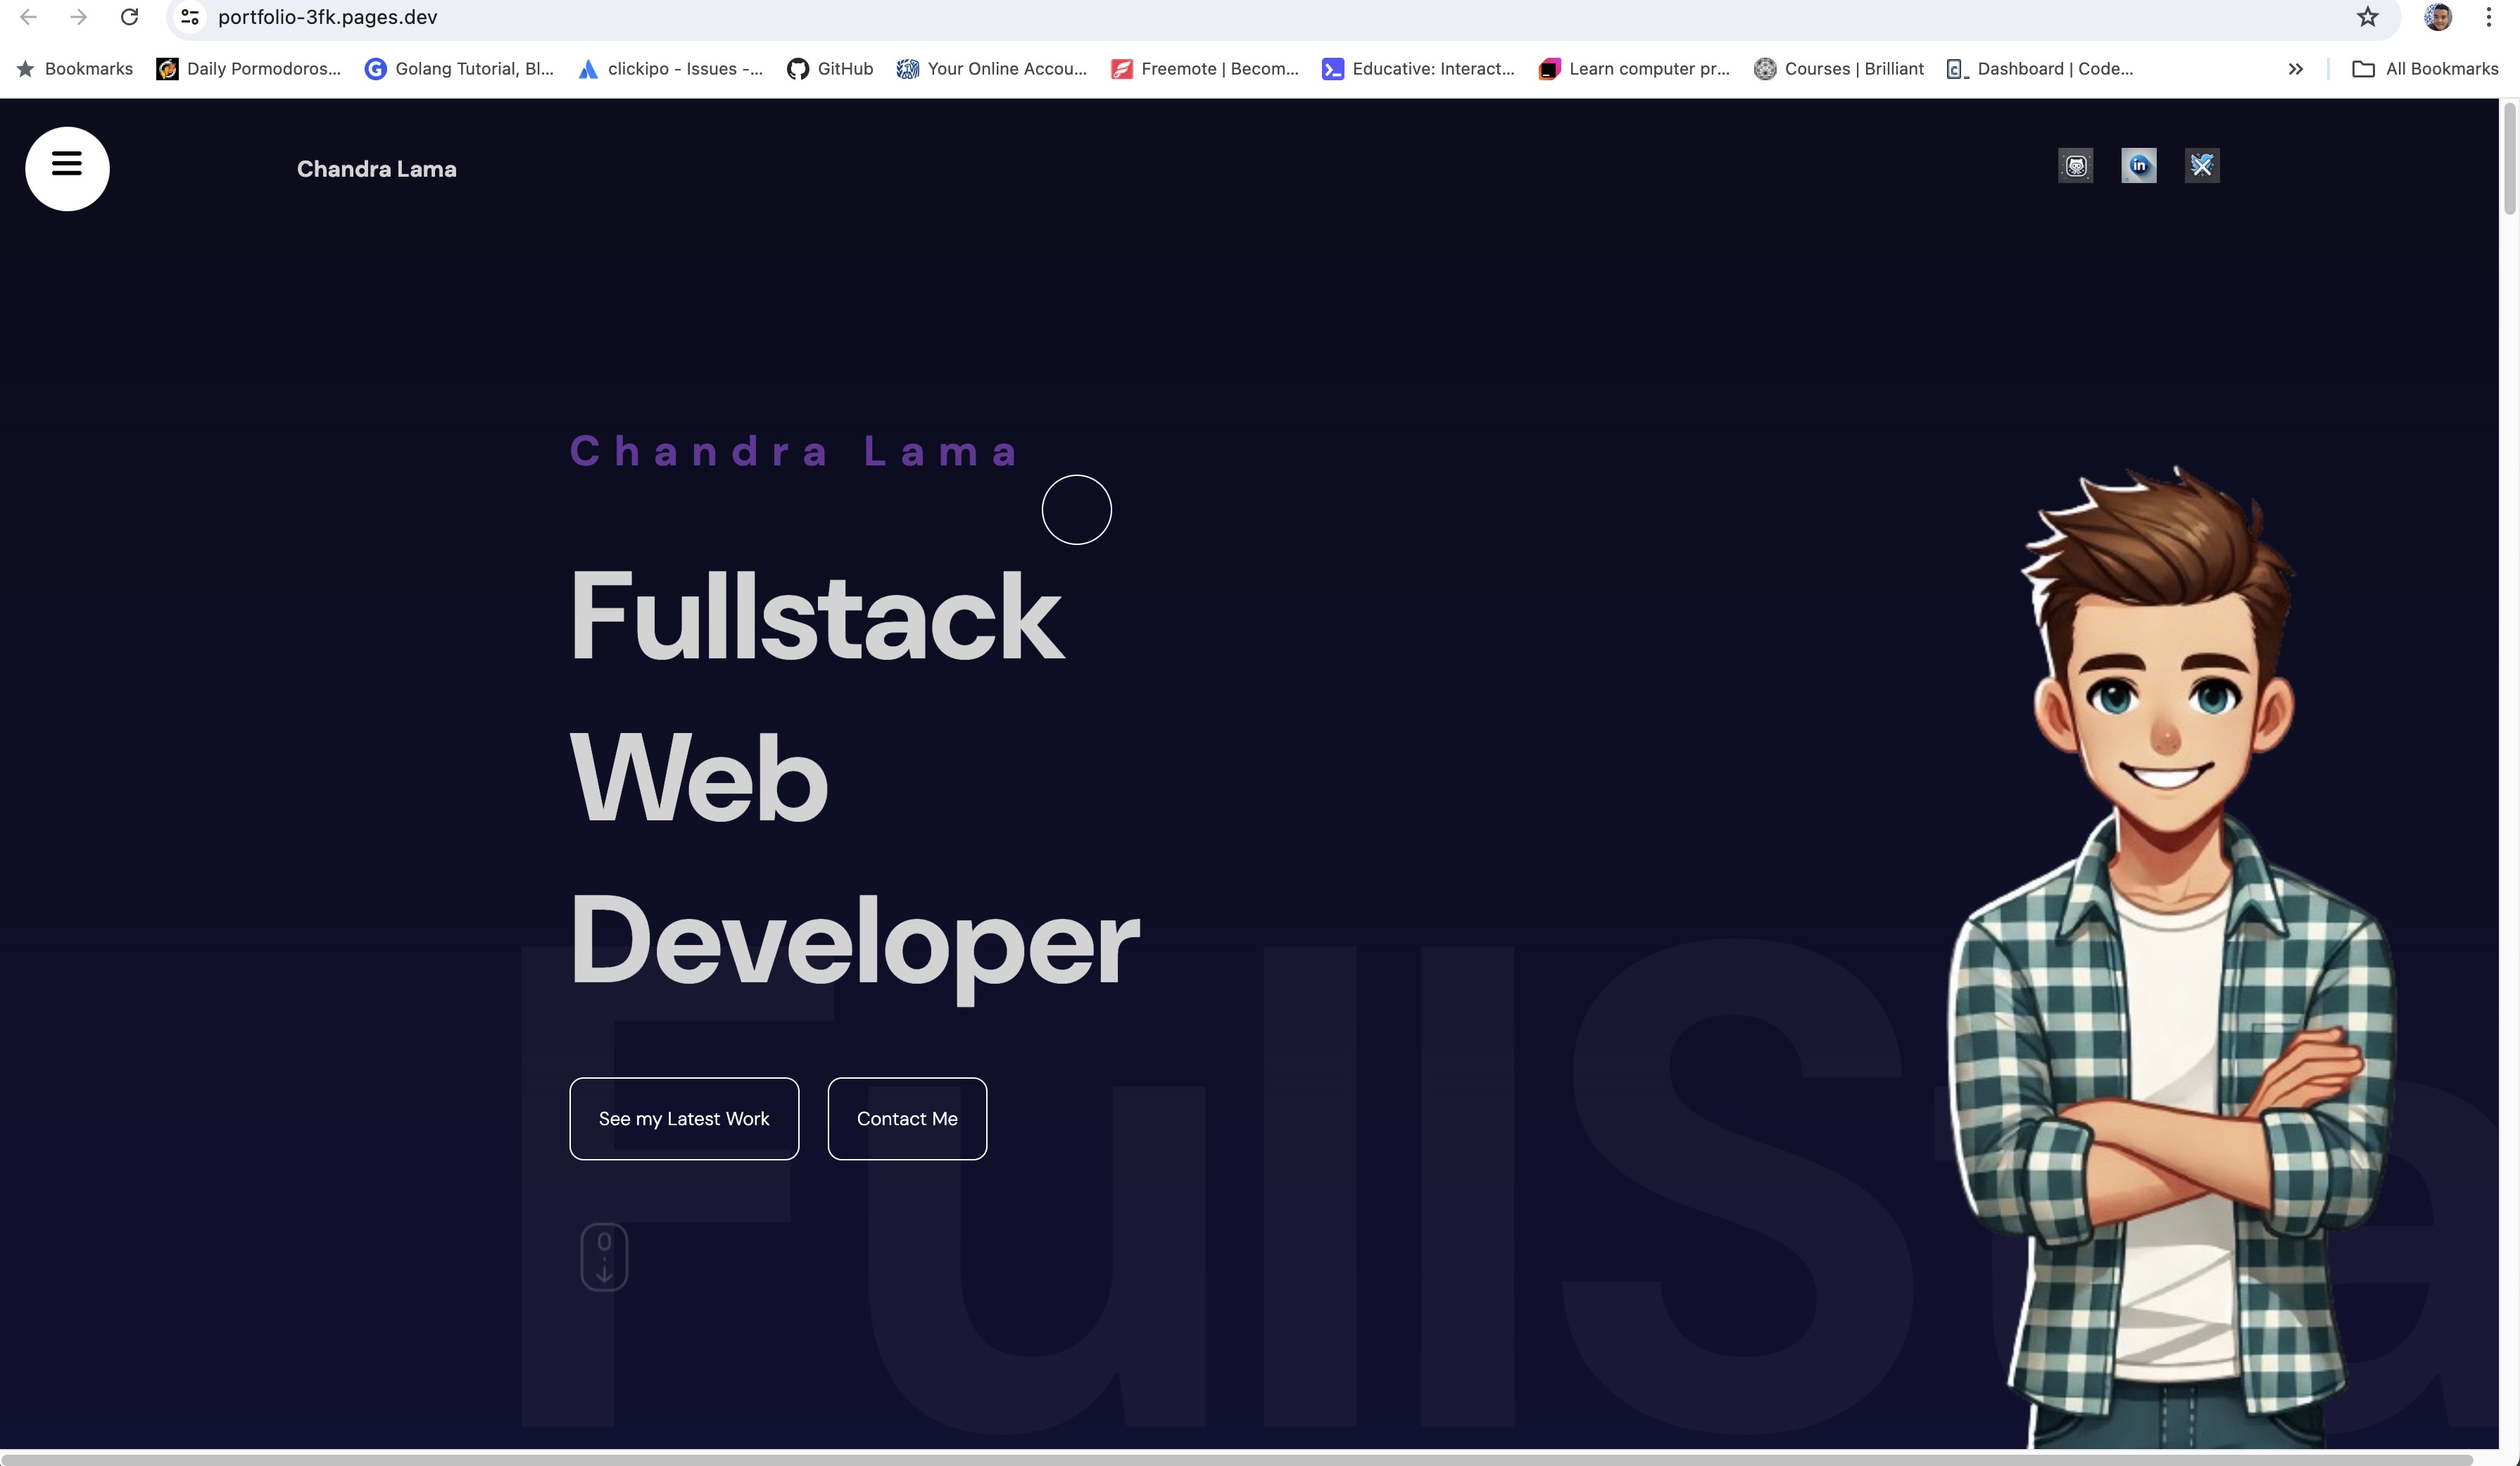 portfolio-3fk.pages.dev
Bookmarks Daily Pormodoros... Golang Tutorial, Bl... clickipo - Issues -... GitHub Your Online Accou... Freemote | Becom... Educative: Interact... Learn computer pr... Courses | Brilliant Dashboard | Code... All Bookmarks
Chandra Lama
in
Chandra Lama
Fullstack
Web
Developer
FullSta
See my Latest Work Contact Me